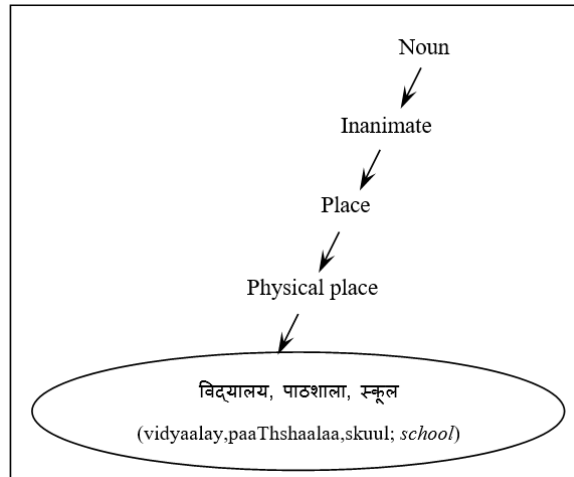 Noun
Inanimate
Place
Physical place
विद्‌यालय, पाठशाला, स्कूल
(vidyaalay,paaThshaalaa,skuul; school)